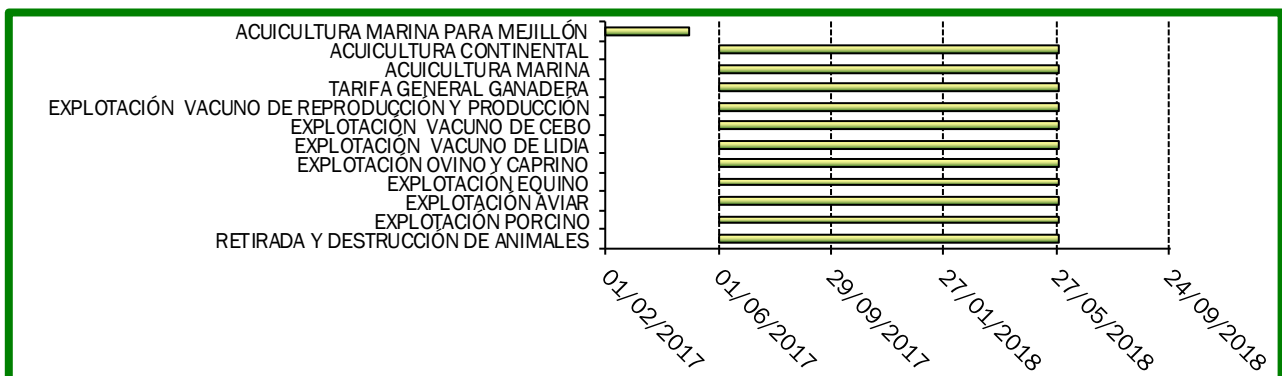 ACUICULTURA MARINA PARA MEJILLÓN
ACUICULTURA CONTINENTAL
ACUICULTURA MARINA
TARIFA GENERAL GANADERA
EXPLOTACIÓN  VACUNO DE REPRODUCCIÓN Y PRODUCCIÓN
EXPLOTACIÓN  VACUNO DE CEBO
EXPLOTACIÓN  VACUNO DE LIDIA
EXPLOTACIÓN OVINO Y CAPRINO
EXPLOTACIÓN EQUINO
EXPLOTACIÓN AVIAR
EXPLOTACIÓN PORCINO
RETIRADA Y DESTRUCCIÓN DE ANIMALES
01/02/2017
01/06/2017
29/09/2017
27/01/2018
27/05/2018
24/09/2018